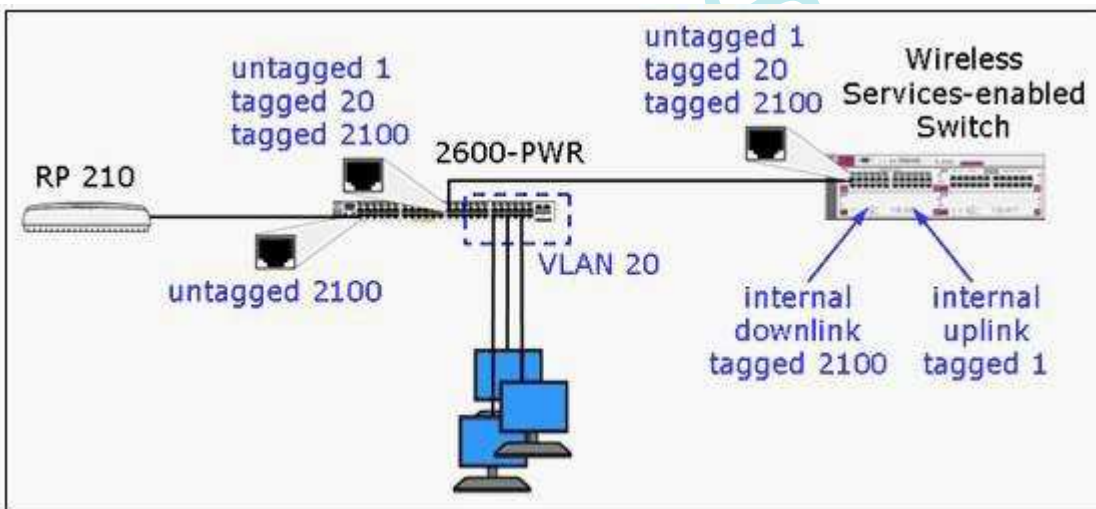 untagged 1
tagged 20
tagged 2100
untagged 1
tagged 20
tagged 2100
Wireless
Services-enabled
Switch
2600-PWR
RP 210
VLAN 20
untagged 2100
internal
downlink
tagged 2100
internal
uplink
tagged 1